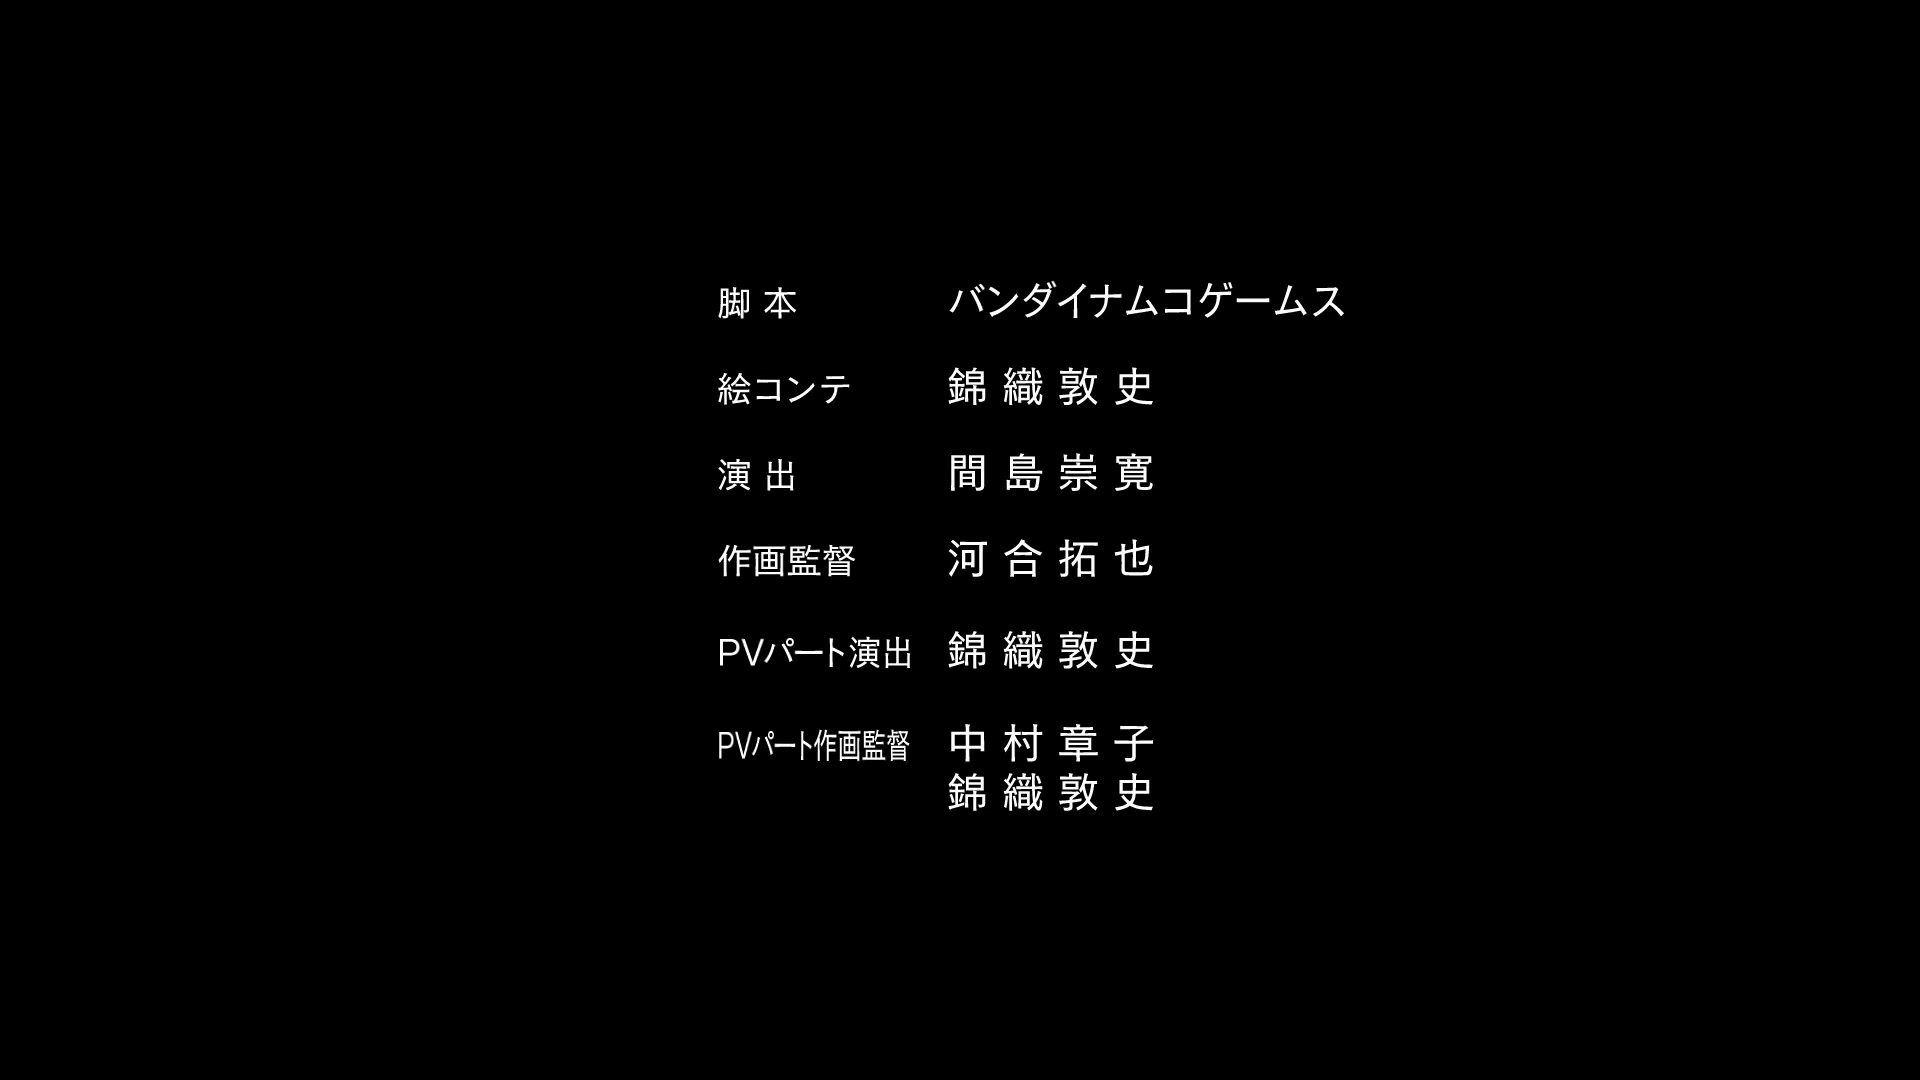 脚 本 バンダイナムコゲームス
絵コンテ 錦 織 敦 史
演 出 間 島 崇 寛
作画監督 河 合 拓 也
PVパート演出 錦 織 敦 史
PVパート作画監督 中 村 章 子
錦 織 敦 史